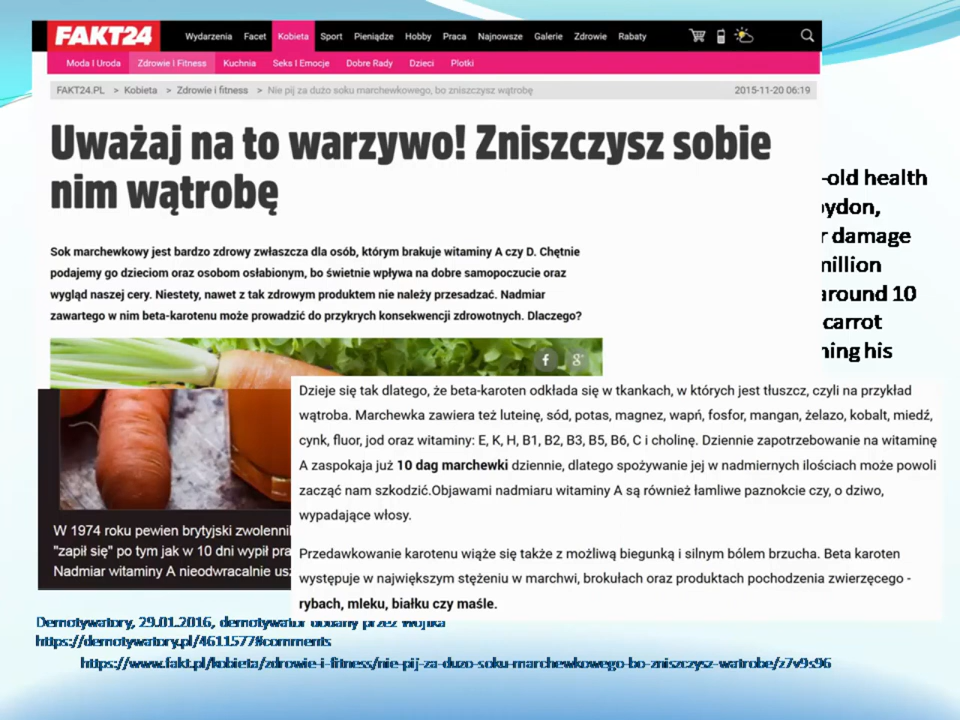 FAKT24
Wydarzenia Facet Kobieta Sport Pieniądze Hobby Praca Najnowsze Galerie Zdrowie Rabaty
Moda I Uroda Zdrowie I Fitness Kuchnia Seks I Emocje Dobre Rady Dzieci Plotki
FAKT24.PL > Kobieta > Zdrowie i fitness > Nie pij za dużo soku marchewkowego, bo zniszczysz wątrobę 2015-11-20 06:19
Uważaj na to warzywo! Zniszczysz sobie
nim wątrobę
-old health
ydon,
r damage
million
around 10
carrot
ning his
Sok marchewkowy jest bardzo zdrowy zwłaszcza dla osób, którym brakuje witaminy A czy D. Chętnie
podajemy go dzieciom oraz osobom osłabionym, bo świetnie wpływa na dobre samopoczucie oraz
wygląd naszej cery. Niestety, nawet z tak zdrowym produktem nie należy przesadzać. Nadmiar
zawartego w nim beta-karotenu może prowadzić do przykrych konsekwencji zdrowotnych. Dlaczego?
f g+
Dzieje się tak dlatego, że beta-karoten odkłada się w tkankach, w których jest tłuszcz, czyli na przykład
wątroba. Marchewka zawiera też luteinę, sód, potas, magnez, wapń, fosfor, mangan, żelazo, kobalt, miedź,
cynk, fluor, jod oraz witaminy: E, K, H, B1, B2, B3, B5, B6, C i cholinę. Dziennie zapotrzebowanie na witaminę
A zaspokaja już 10 dag marchewki dziennie, dlatego spożywanie jej w nadmiernych ilościach może powoli
zacząć nam szkodzić.Objawami nadmiaru witaminy A są również łamliwe paznokcie czy, o dziwo,
wypadające włosy.
Przedawkowanie karotenu wiąże się także z możliwą biegunką i silnym bólem brzucha. Beta karoten
występuje w największym stężeniu w marchwi, brokułach oraz produktach pochodzenia zwierzęcego -
rybach, mleku, białku czy maśle.
W 1974 roku pewien brytyjski zwolennik
"zapił się" po tym jak w 10 dni wypił pra
Nadmiar witaminy A nieodwracalnie usz
Demotywatory, 29.01.2016, demotywator dodany przez Wojtka
https://demotywatory.pl/4611577#comments
https://www.fakt.pl/kobieta/zdrowie-i-fitness/nie-pij-za-duzo-soku-marchewkowego-bo-zniszczysz-watrobe/z7v9s96